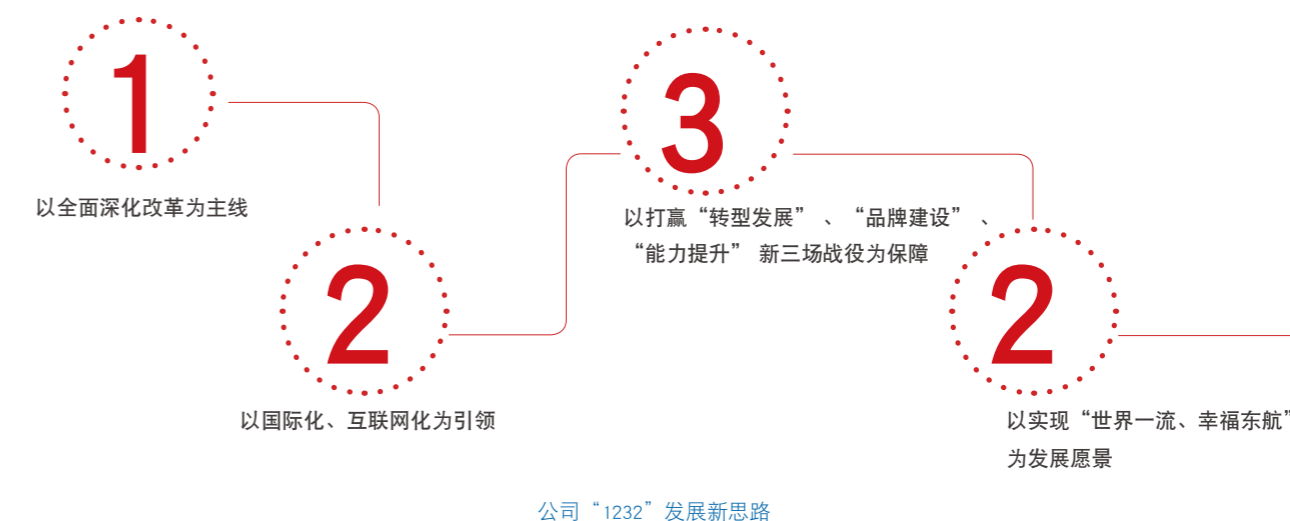 1
以全面深化改革为主线
2
以国际化、互联网化为引领
3
以打赢“转型发展” 、“品牌建设” 、
“能力提升” 新三场战役为保障
2
以实现“世界一流、幸福东航”
为发展愿景
公司“1232”发展新思路